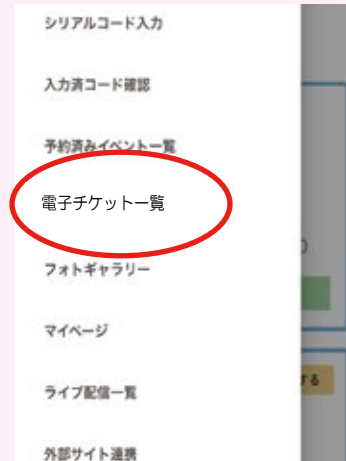 シリアルコード入力
入力済コード確認
予約済みイベント一覧
電子チケット一覧
フォトギャラリー
マイページ
ライブ配信一覧
外部サイト連携
する